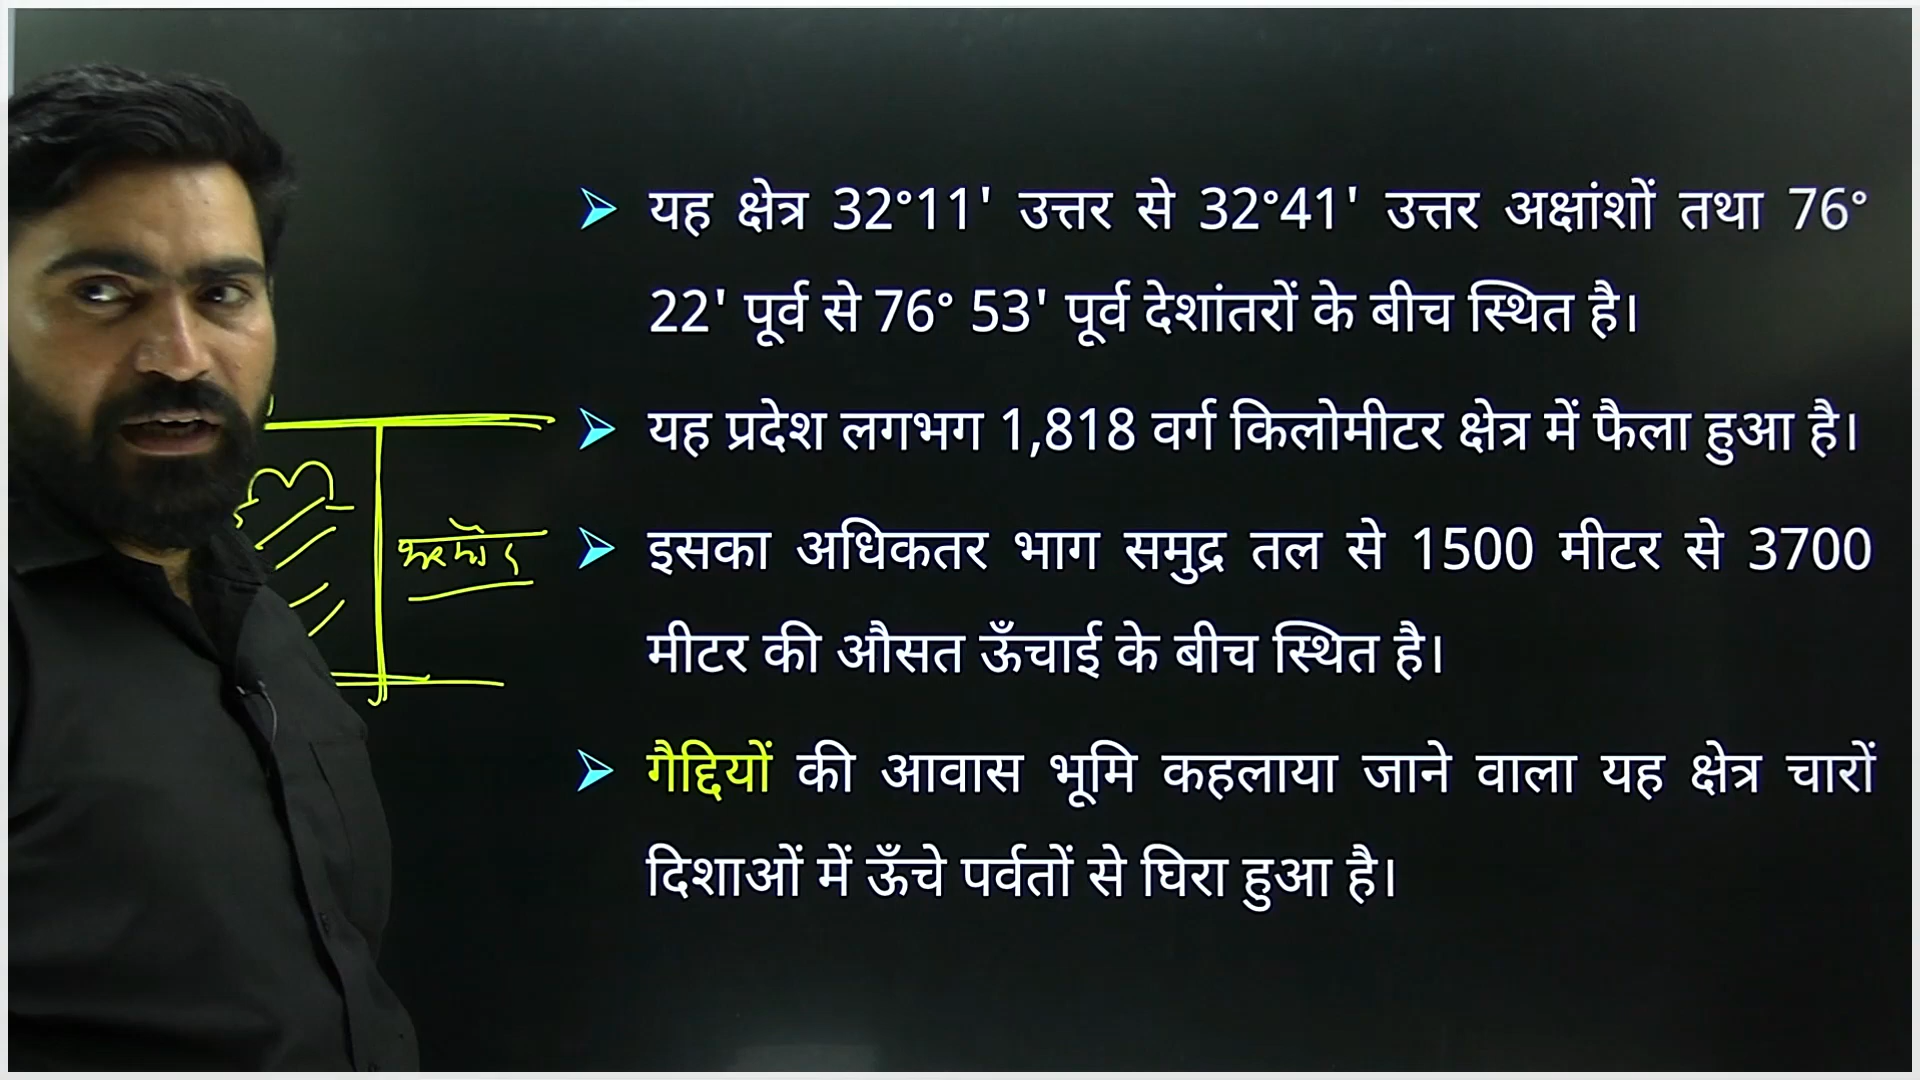 यह क्षेत्र 32°11' उत्तर से 32°41' उत्तर अक्षांशों तथा 76°
22' पूर्व से 76° 53' पूर्व देशांतरों के बीच स्थित है।
यह प्रदेश लगभग 1,818 वर्ग किलोमीटर क्षेत्र में फैला हुआ है।
इसका अधिकतर भाग समुद्र तल से 1500 मीटर से 3700
मीटर की औसत ऊँचाई के बीच स्थित है।
गैद्दियों की आवास भूमि कहलाया जाने वाला यह क्षेत्र चारों
दिशाओं में ऊँचे पर्वतों से घिरा हुआ है।